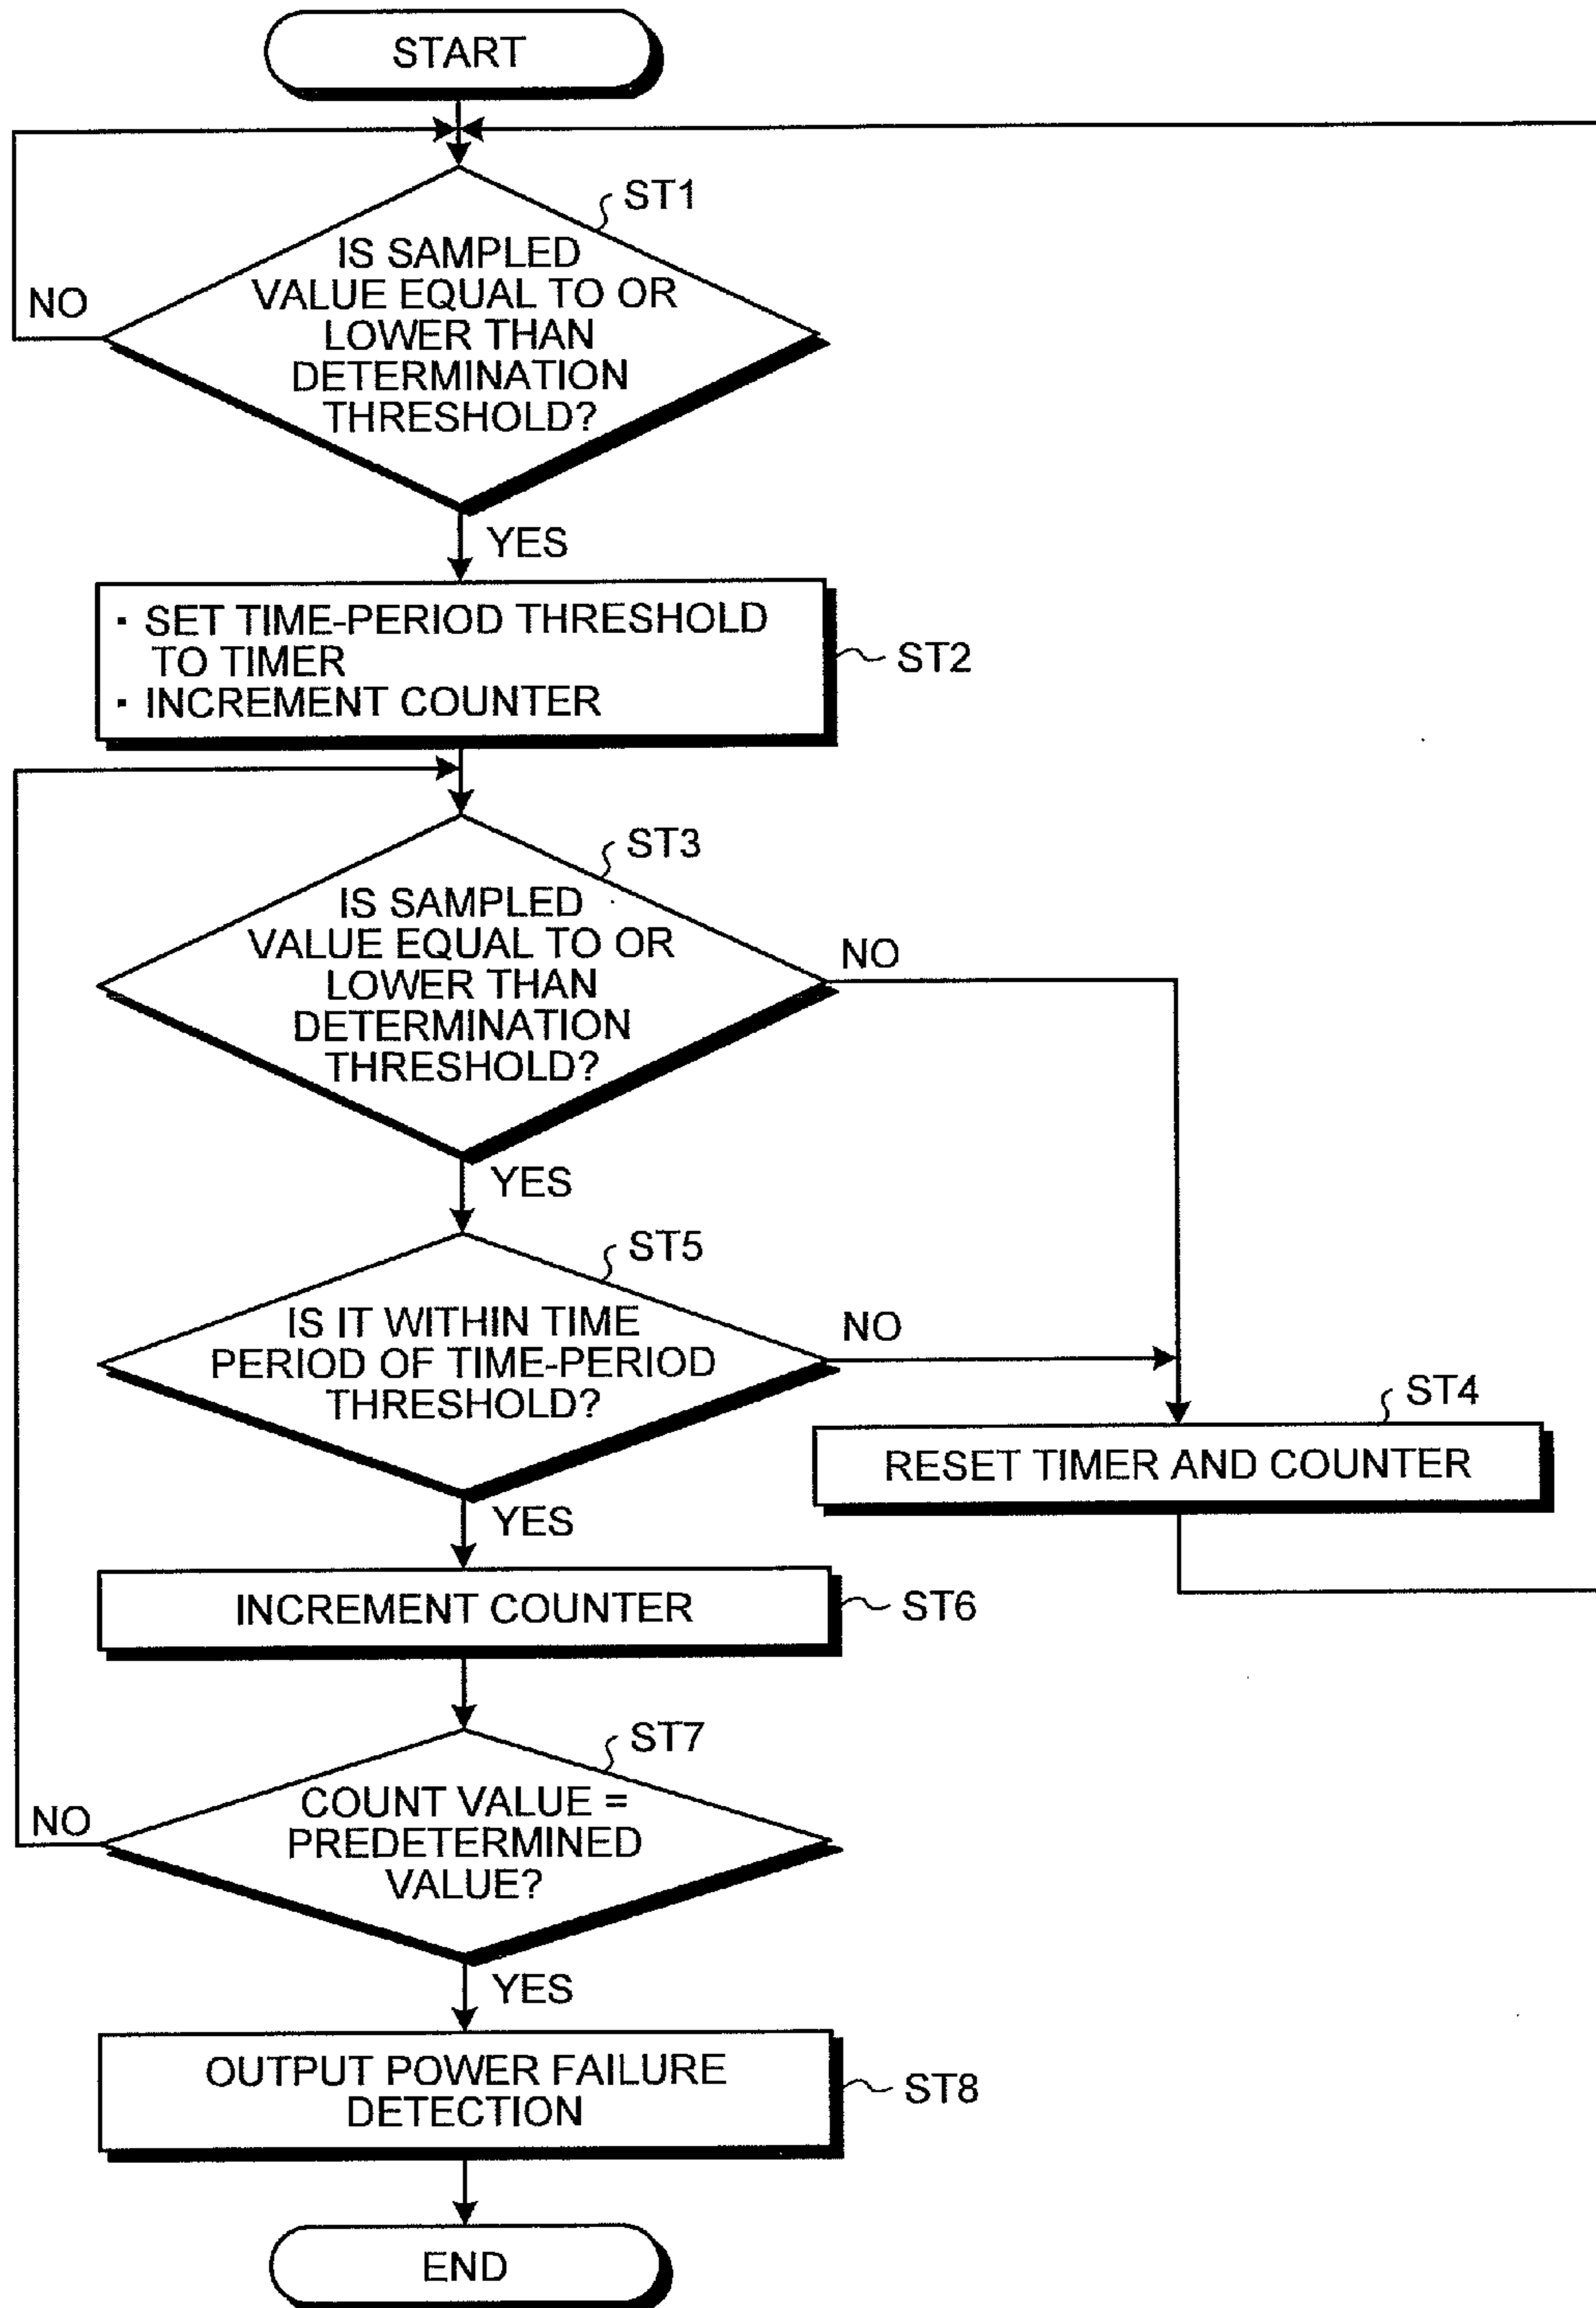 START
ST1
IS SAMPLED
VALUE EQUAL TO OR
LOWER THAN
DETERMINATION
THRESHOLD?
NO
YES
· SET TIME-PERIOD THRESHOLD
TO TIMER
· INCREMENT COUNTER
ST2
ST3
IS SAMPLED
VALUE EQUAL TO OR
LOWER THAN
DETERMINATION
THRESHOLD?
NO
YES
ST5
IS IT WITHIN TIME
PERIOD OF TIME-PERIOD
THRESHOLD?
NO
YES
ST4
RESET TIMER AND COUNTER
INCREMENT COUNTER
ST6
ST7
COUNT VALUE =
PREDETERMINED
VALUE?
NO
YES
OUTPUT POWER FAILURE
DETECTION
ST8
END